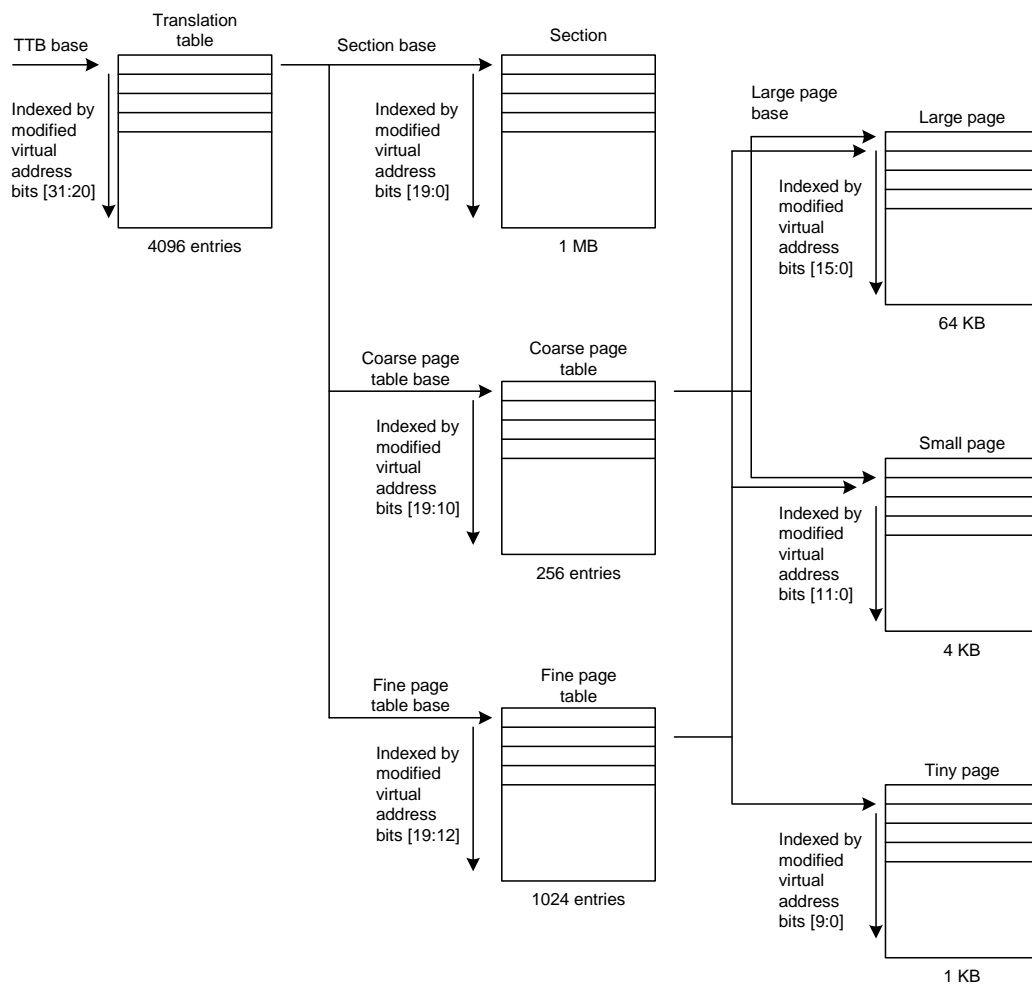 Translation
table
TTB base
Indexed by
modified
virtual
address
bits [31:20]
4096 entries
Section base
Section
Indexed by
modified
virtual
address
bits [19:0]
1 MB
Large page
base
Large page
Indexed by
modified
virtual
address
bits [15:0]
64 KB
Coarse page
table base
Coarse page
table
Indexed by
modified
virtual
address
bits [19:10]
256 entries
Small page
Indexed by
modified
virtual
address
bits [11:0]
4 KB
Fine page
table base
Fine page
table
Indexed by
modified
virtual
address
bits [19:12]
1024 entries
Tiny page
Indexed by
modified
virtual
address
bits [9:0]
1 KB